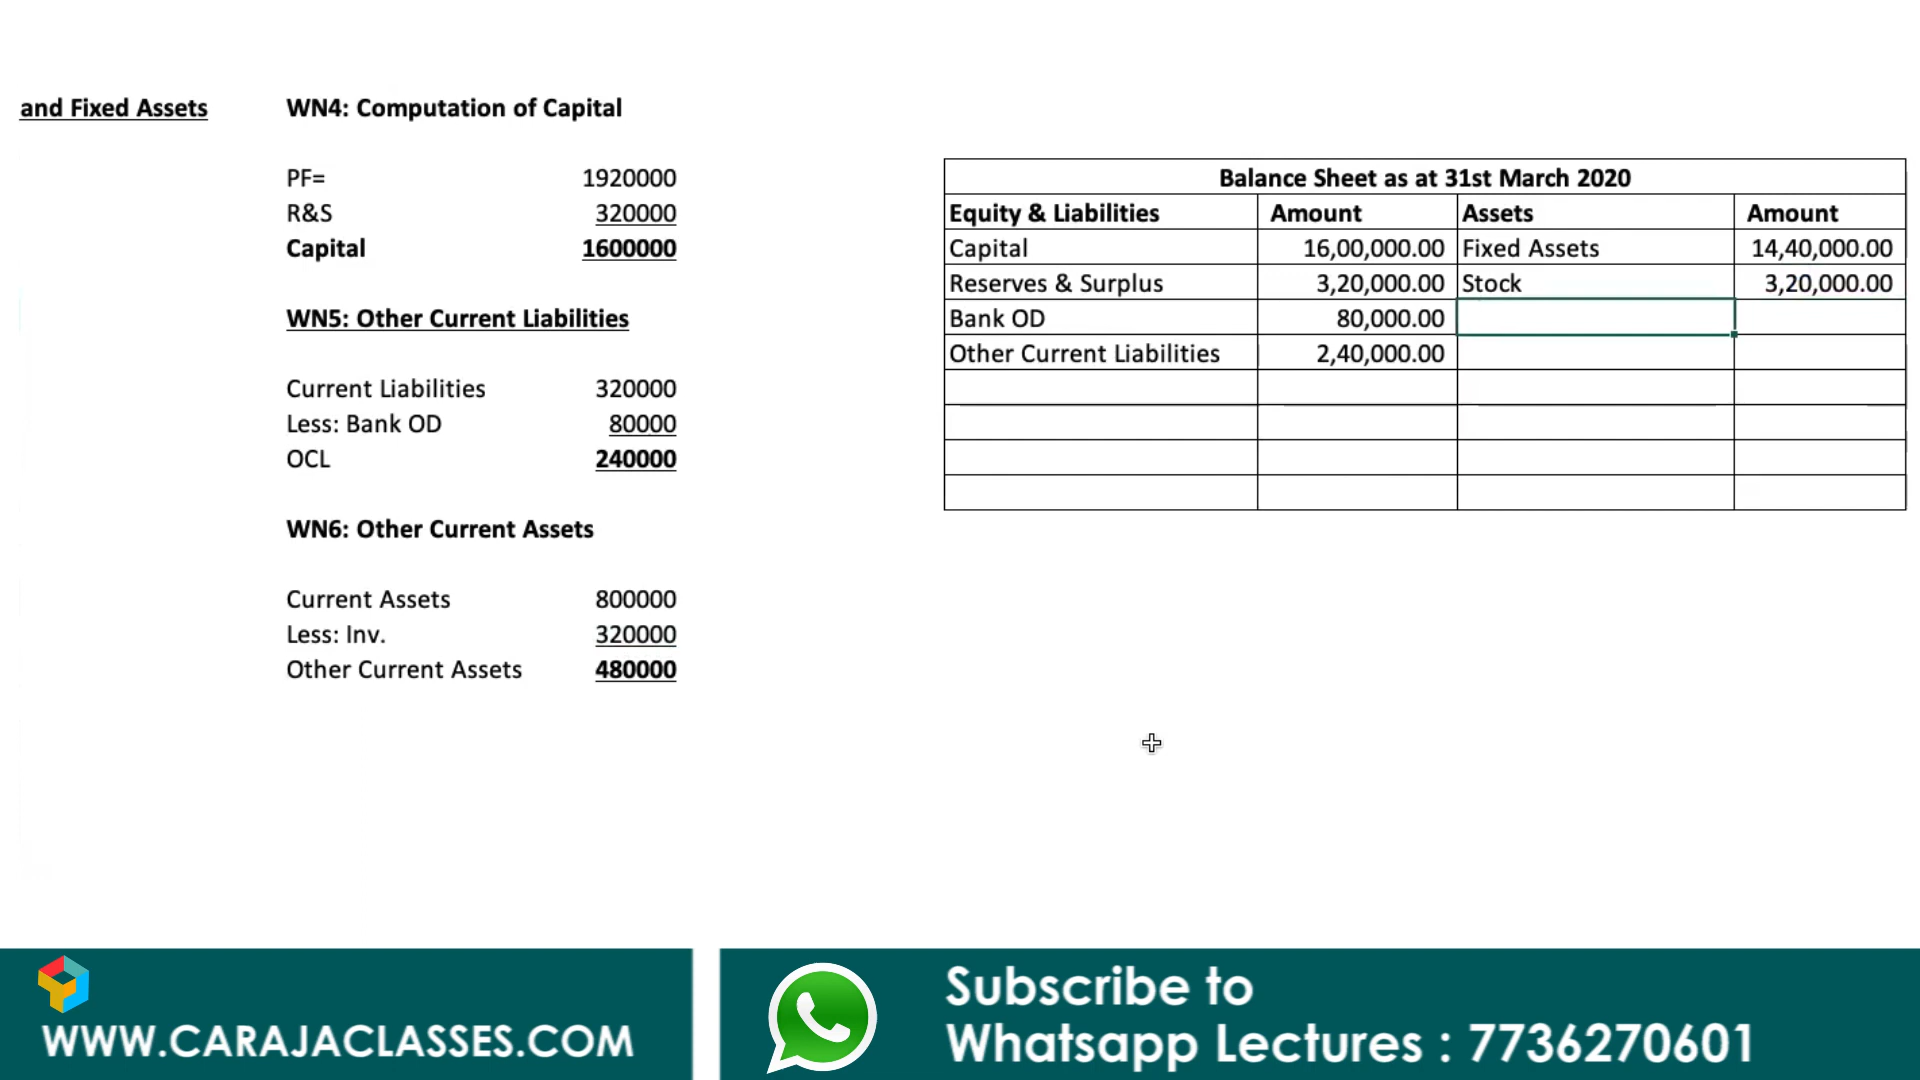 and Fixed Assets
WN4: Computation of Capital
PF= 1920000
R&S 320000
Capital 1600000
WN5: Other Current Liabilities
Current Liabilities 320000
Less: Bank OD 80000
OCL 240000
WN6: Other Current Assets
Current Assets 800000
Less: Inv. 320000
Other Current Assets 480000
Balance Sheet as at 31st March 2020
Equity & Liabilities Amount Assets Amount
Capital 16,00,000.00 Fixed Assets 14,40,000.00
Reserves & Surplus 3,20,000.00 Stock 3,20,000.00
Bank OD 80,000.00
Other Current Liabilities 2,40,000.00
WWW.CARAJACLASSES.COM
Subscribe to
Whatsapp Lectures : 7736270601